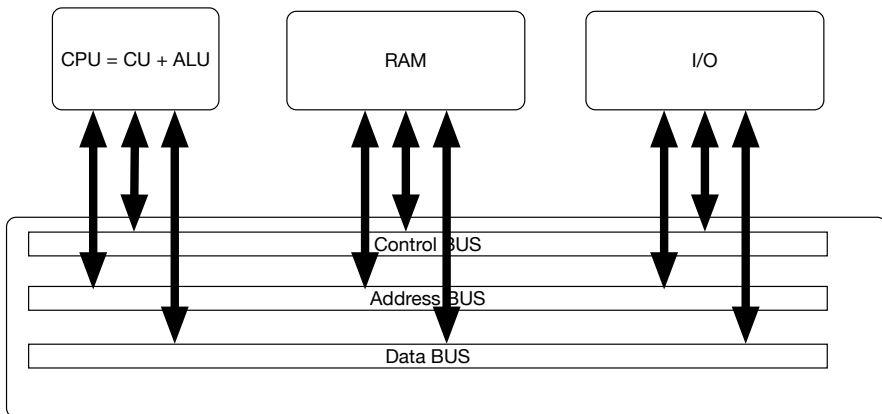 CPU = CU + ALU
RAM
I/O
Control BUS
Address BUS
Data BUS